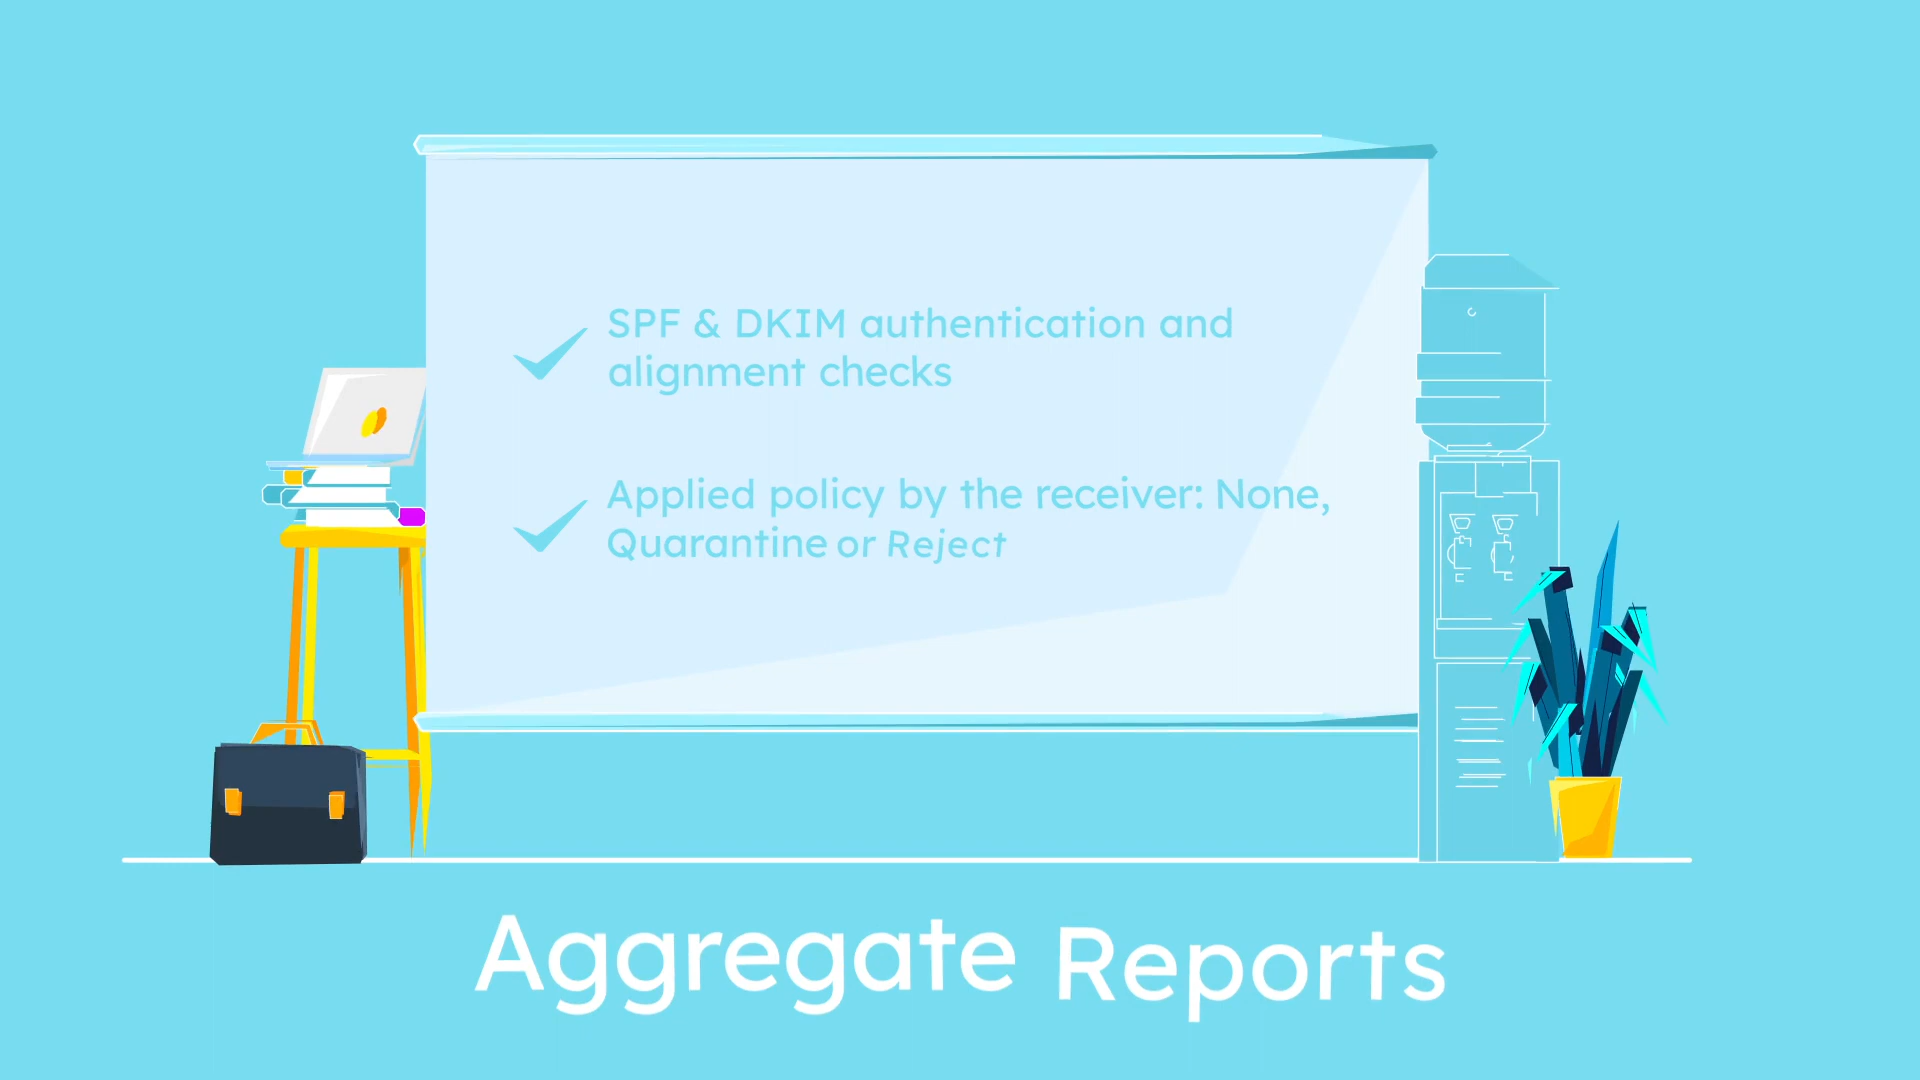 SPF & DKIM authentication and
alignment checks
Applied policy by the receiver: None,
Quarantine or Reject
Aggregate Reports